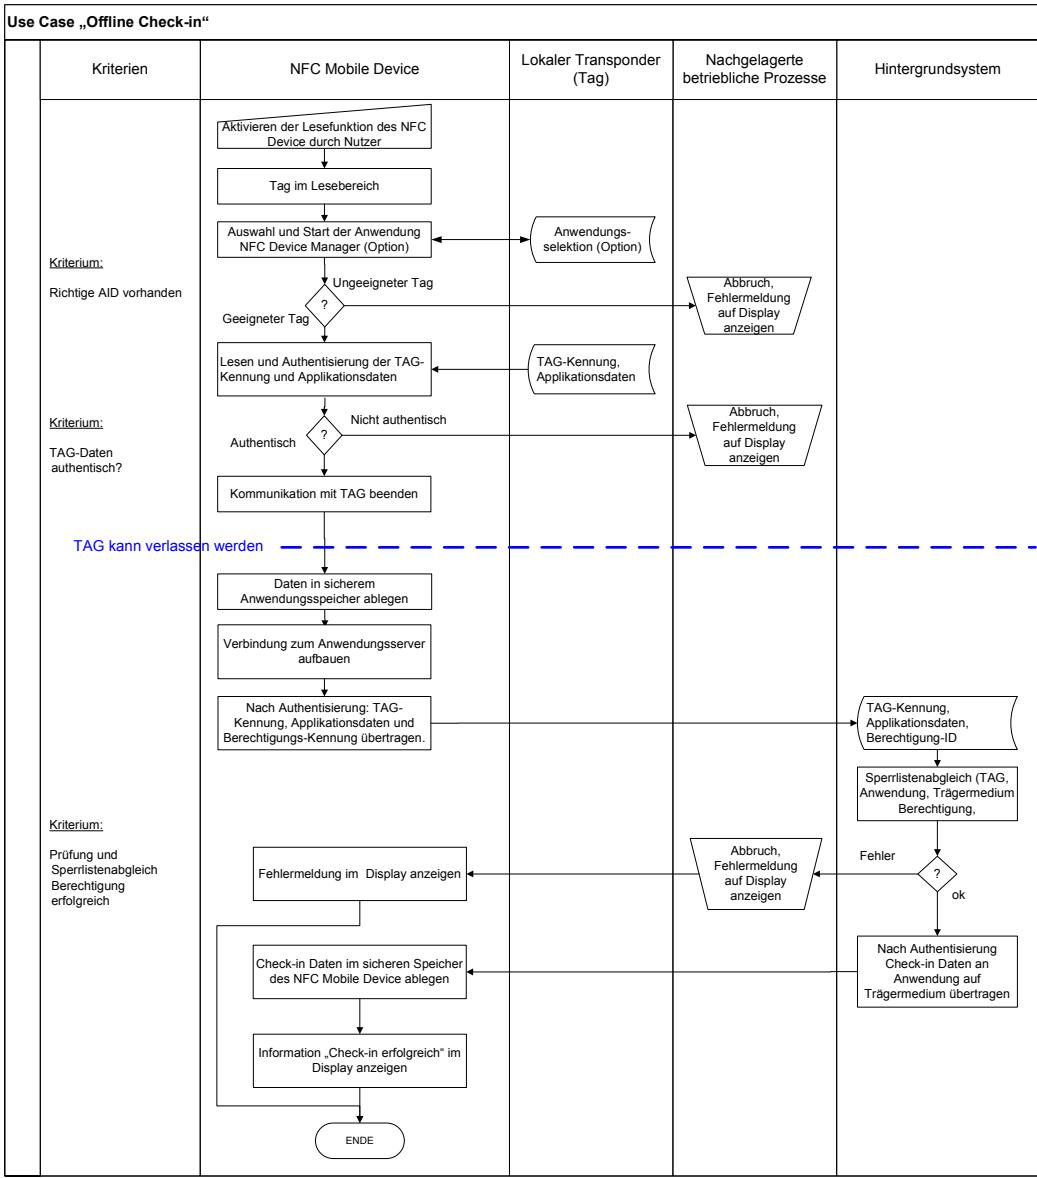 Use Case „Offline Check-in“
Kriterien
NFC Mobile Device
Lokaler Transponder
(Tag)
Nachgelagerte
betriebliche Prozesse
Hintergrundsystem
Aktivieren der Lesefunktion des NFC
Device durch Nutzer
Tag im Lesebereich
Auswahl und Start der Anwendung
NFC Device Manager (Option)
Anwendungs-
selektion (Option)
Kriterium:
Richtige AID vorhanden
Ungeeigneter Tag
?
Geeigneter Tag
Abbruch,
Fehlermeldung
auf Display
anzeigen
Lesen und Authentisierung der TAG-
Kennung und Applikationsdaten
TAG-Kennung,
Applikationsdaten
Kriterium:
TAG-Daten
authentisch?
Nicht authentisch
?
Authentisch
Abbruch,
Fehlermeldung
auf Display
anzeigen
Kommunikation mit TAG beenden
TAG kann verlassen werden
Daten in sicherem
Anwendungsspeicher ablegen
Verbindung zum Anwendungsserver
aufbauen
Nach Authentisierung: TAG-
Kennung, Applikationsdaten und
Berechtigungs-Kennung übertragen.
TAG-Kennung,
Applikationsdaten,
Berechtigung-ID
Sperrlistenabgleich (TAG,
Anwendung, Trägermedium
Berechtigung,
Kriterium:
Prüfung und
Sperrlistenabgleich
Berechtigung
erfolgreich
Fehlermeldung im Display anzeigen
Abbruch,
Fehlermeldung
auf Display
anzeigen
Fehler
?
ok
Check-in Daten im sicheren Speicher
des NFC Mobile Device ablegen
Nach Authentisierung
Check-in Daten an
Anwendung auf
Trägermedium übertragen
Information „Check-in erfolgreich“ im
Display anzeigen
ENDE